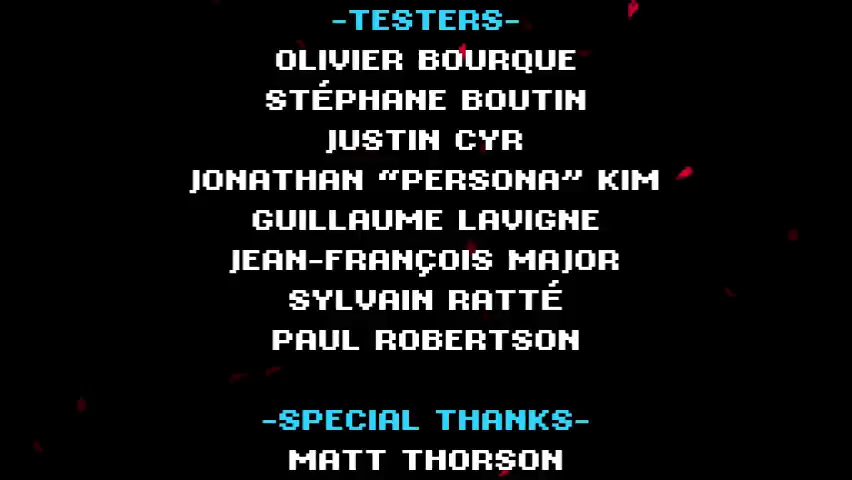 -TESTERS-
OLIVIER BOURQUE
STÉPHANE BOUTIN
JUSTIN CYR
JONATHAN “PERSONA” KIM
GUILLAUME LAVIGNE
JEAN-FRANÇOIS MAJOR
SYLVAIN RATTÉ
PAUL ROBERTSON
-SPECIAL THANKS-
MATT THORSON